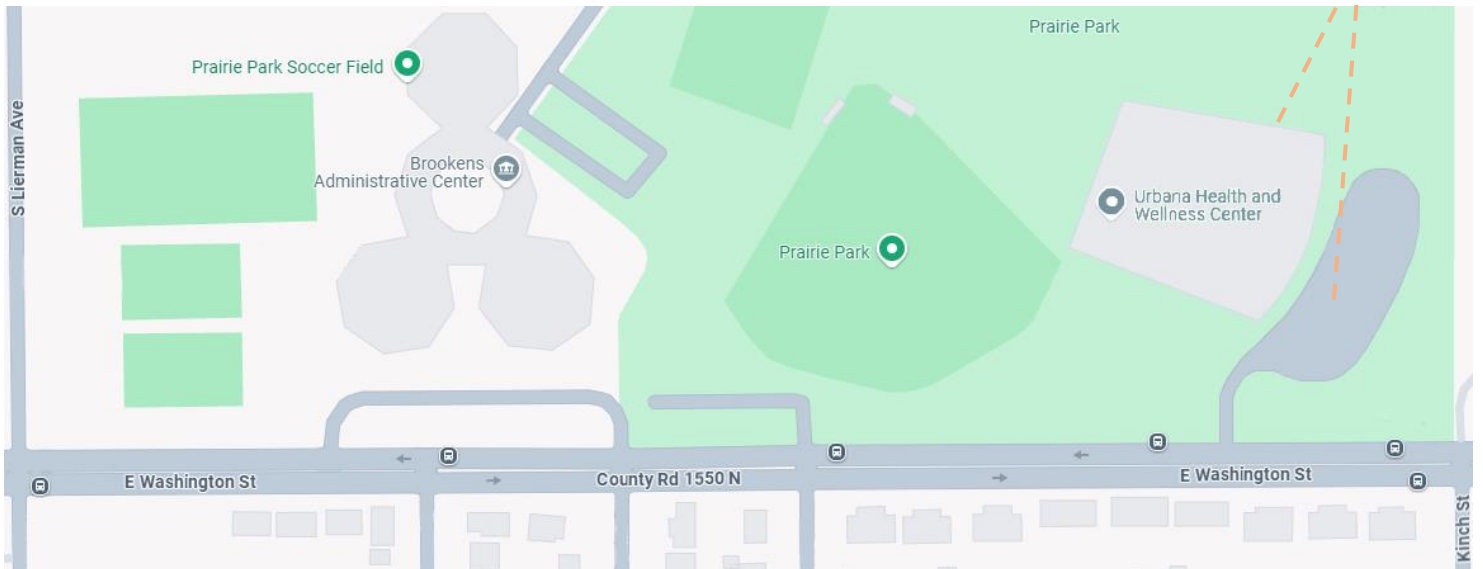 Prairie Park
Prairie Park Soccer Field
S Lierman Ave
Brookens
Administrative Center
Urbana Health and
Wellness Center
Prairie Park
E Washington St
County Rd 1550 N
E Washington St
Kinch St